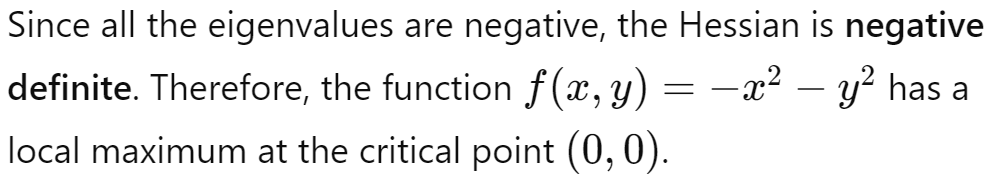 Since all the eigenvalues are negative, the Hessian is negative
definite. Therefore, the function f(x, y) = −x² − y² has a
local maximum at the critical point (0, 0).